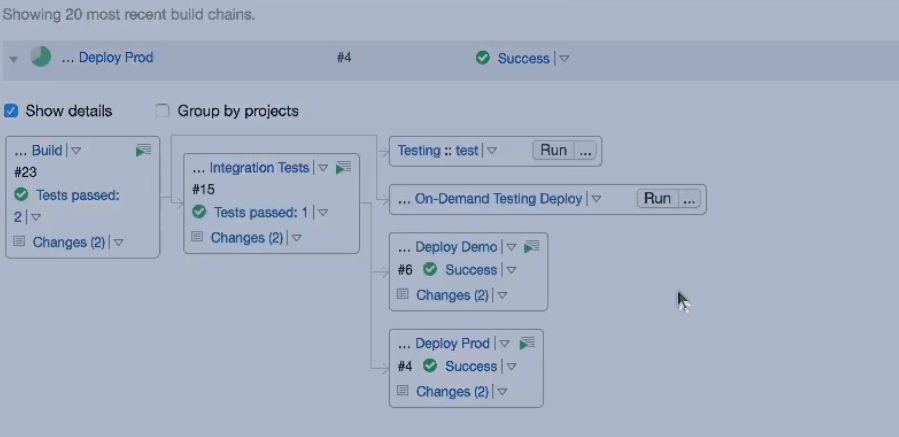 Showing 20 most recent build chains.
... Deploy Prod #4 Success
Show details Group by projects
... Build
#23
Tests passed:
2
Changes (2)
... Integration Tests
#15
Tests passed: 1
Changes (2)
Testing :: test Run ...
... On-Demand Testing Deploy Run ...
... Deploy Demo
#6 Success
Changes (2)
... Deploy Prod
#4 Success
Changes (2)